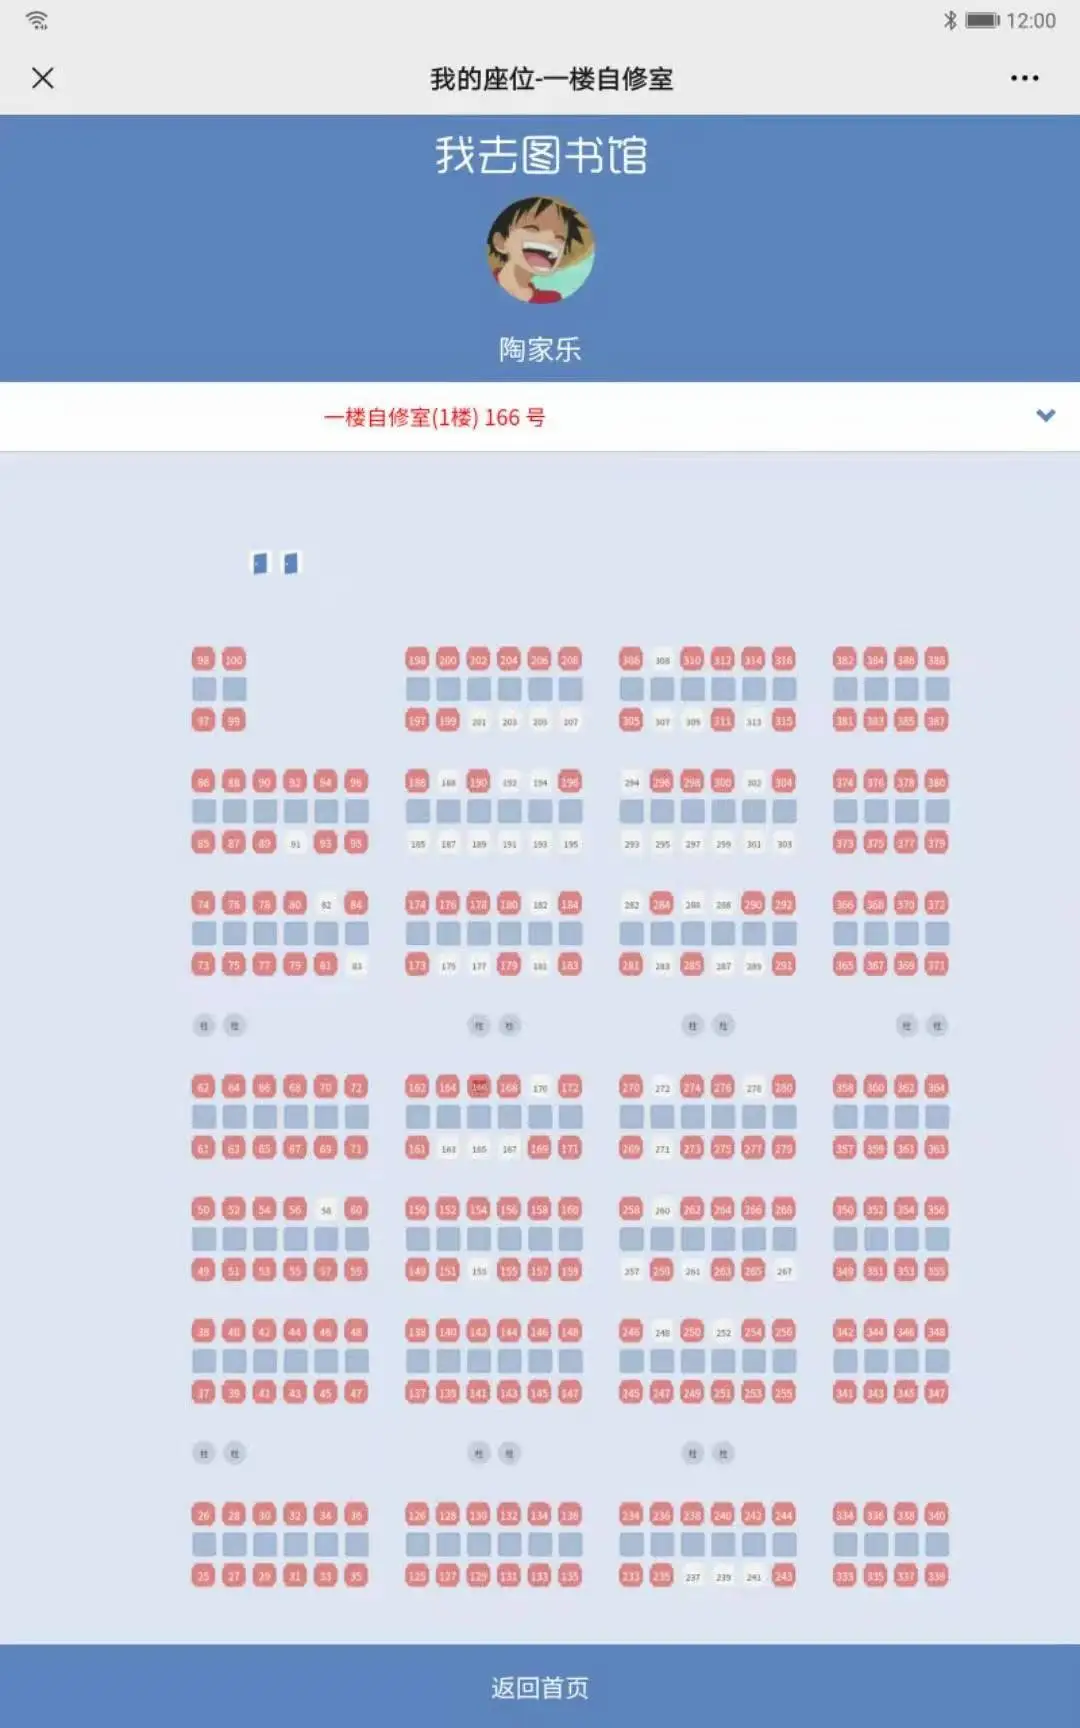 12:00
我的座位-一楼自修室
我去图书馆
陶家乐
一楼自修室(1楼) 166 号
98 100 198 200 202 204 206 208 306 308 310 312 314 316 382 384 386 388
97 99 197 199 201 203 205 207 305 307 309 311 313 315 381 383 385 387
86 88 90 92 94 96 186 188 190 192 194 196 294 296 298 300 302 304 374 376 378 380
85 87 89 91 93 95 185 187 189 191 193 195 293 295 297 299 301 303 373 375 377 379
74 76 78 80 82 84 174 176 178 180 182 184 282 284 286 288 290 292 366 368 370 372
73 75 77 79 81 83 173 175 177 179 181 183 281 283 285 287 289 291 365 367 369 371
柱 柱 柱 柱 柱 柱 柱 柱
62 64 66 68 70 72 162 164 166 168 170 172 270 272 274 276 278 280 358 360 362 364
61 63 65 67 69 71 161 163 165 167 169 171 269 271 273 275 277 279 357 359 361 363
50 52 54 56 58 60 150 152 154 156 158 160 258 260 262 264 266 268 350 352 354 356
49 51 53 55 57 59 149 151 153 155 157 159 257 259 261 263 265 267 349 351 353 355
38 40 42 44 46 48 138 140 142 144 146 148 246 248 250 252 254 256 342 344 346 348
37 39 41 43 45 47 137 139 141 143 145 147 245 247 249 251 253 255 341 343 345 347
柱 柱 柱 柱 柱 柱
26 28 30 32 34 36 126 128 130 132 134 136 234 236 238 240 242 244 334 336 338 340
25 27 29 31 33 35 125 127 129 131 133 135 233 235 237 239 241 243 333 335 337 339
返回首页